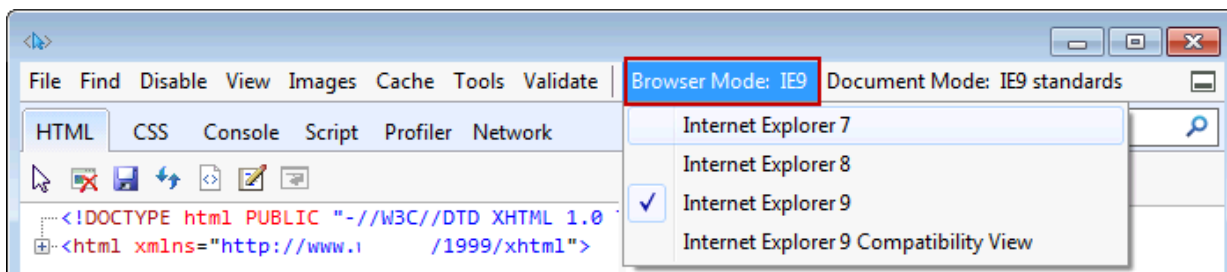 File Find Disable View Images Cache Tools Validate Browser Mode: IE9 Document Mode: IE9 standards
HTML CSS Console Script Profiler Network
Internet Explorer 7
Internet Explorer 8
Internet Explorer 9
Internet Explorer 9 Compatibility View
<!DOCTYPE html PUBLIC "-//W3C//DTD XHTML 1.0
<html xmlns="http://www. /1999/xhtml">